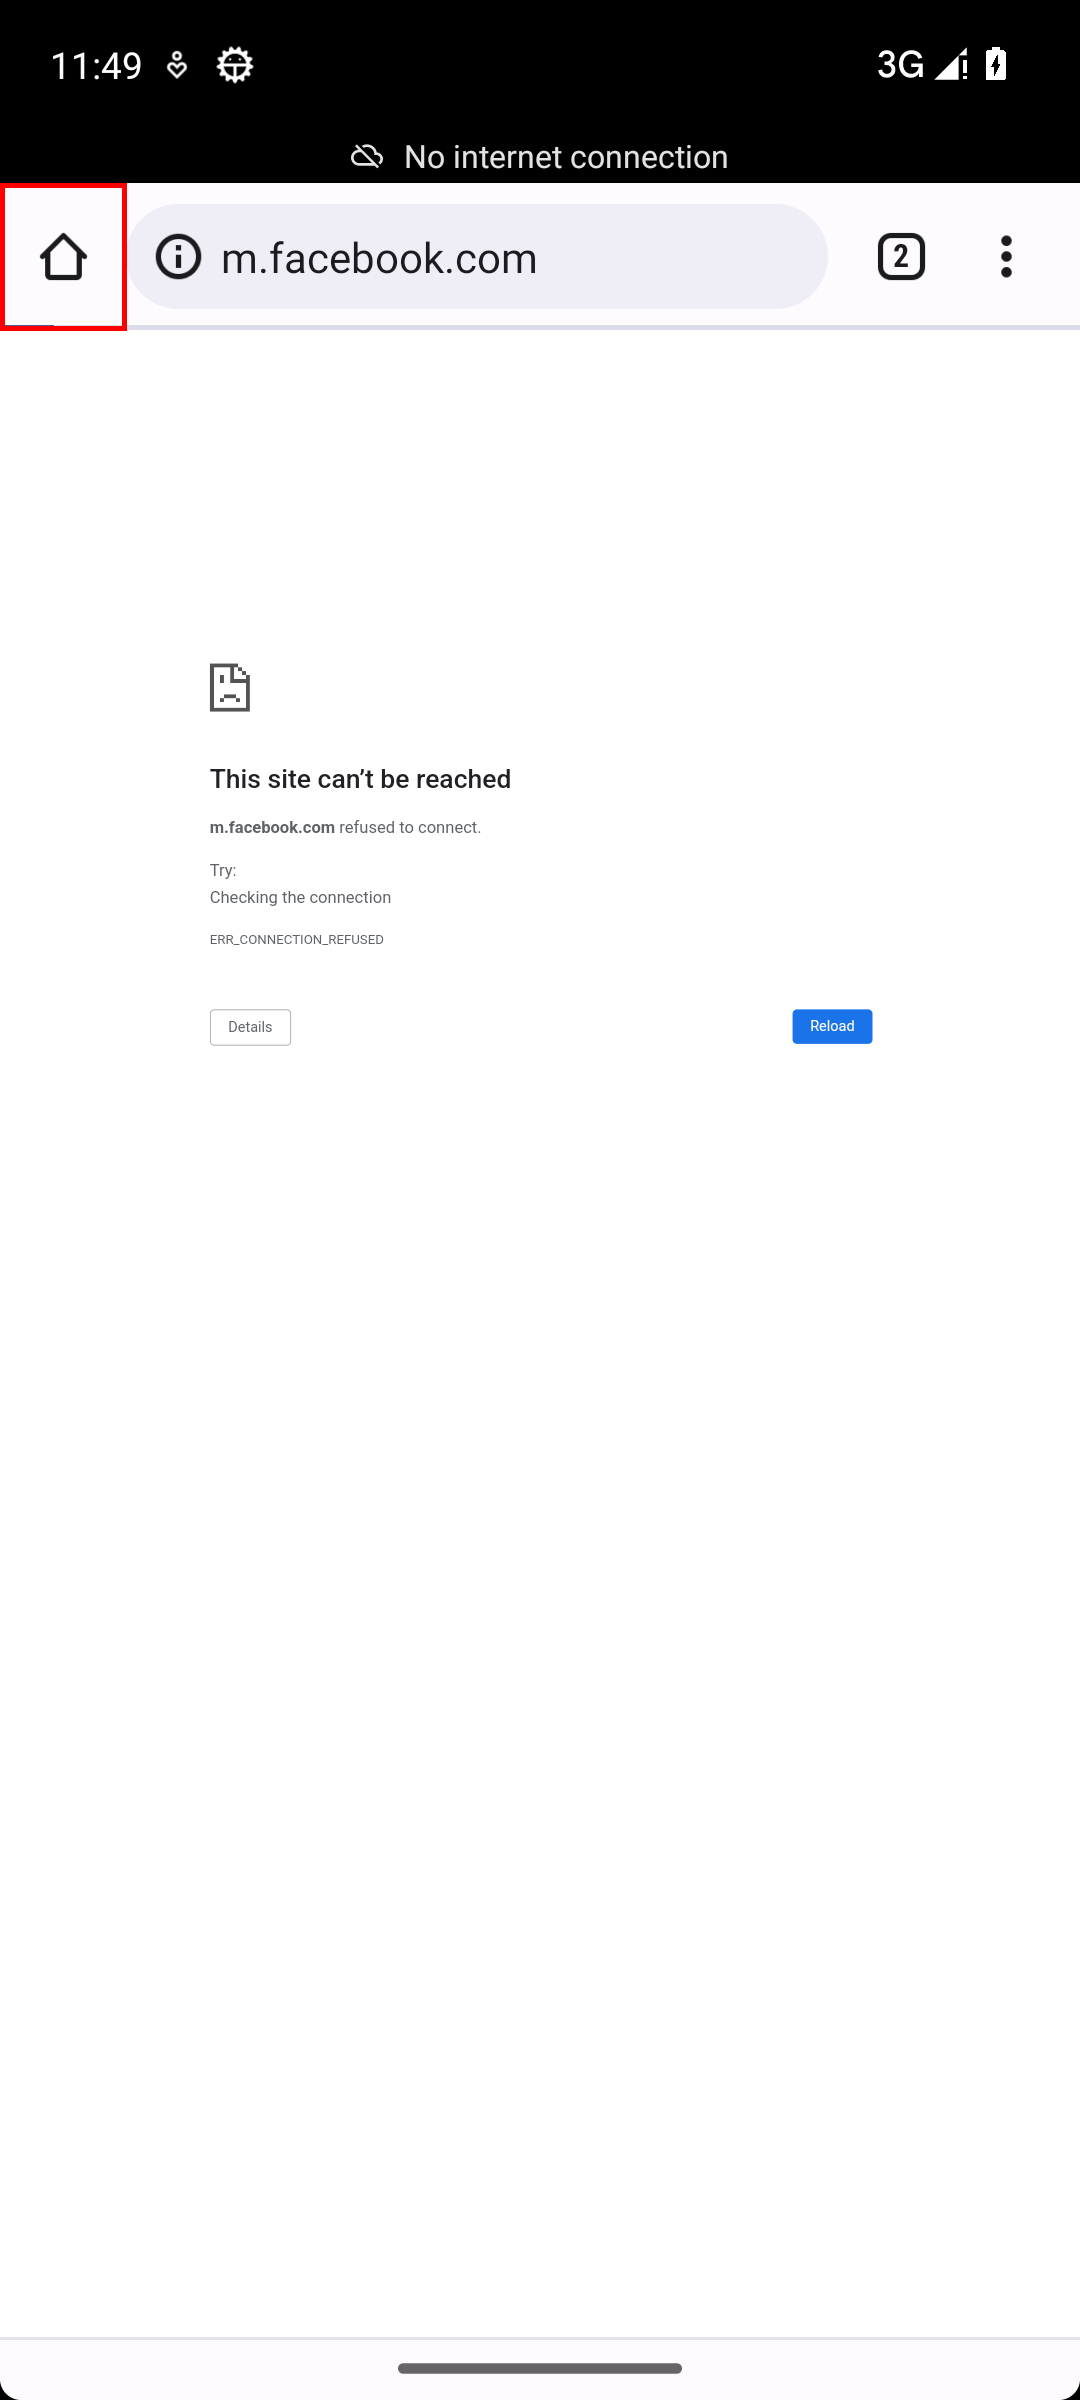 11:49
3G
No internet connection
m.facebook.com
2
This site can’t be reached
m.facebook.com refused to connect.
Try:
Checking the connection
ERR_CONNECTION_REFUSED
Details
Reload